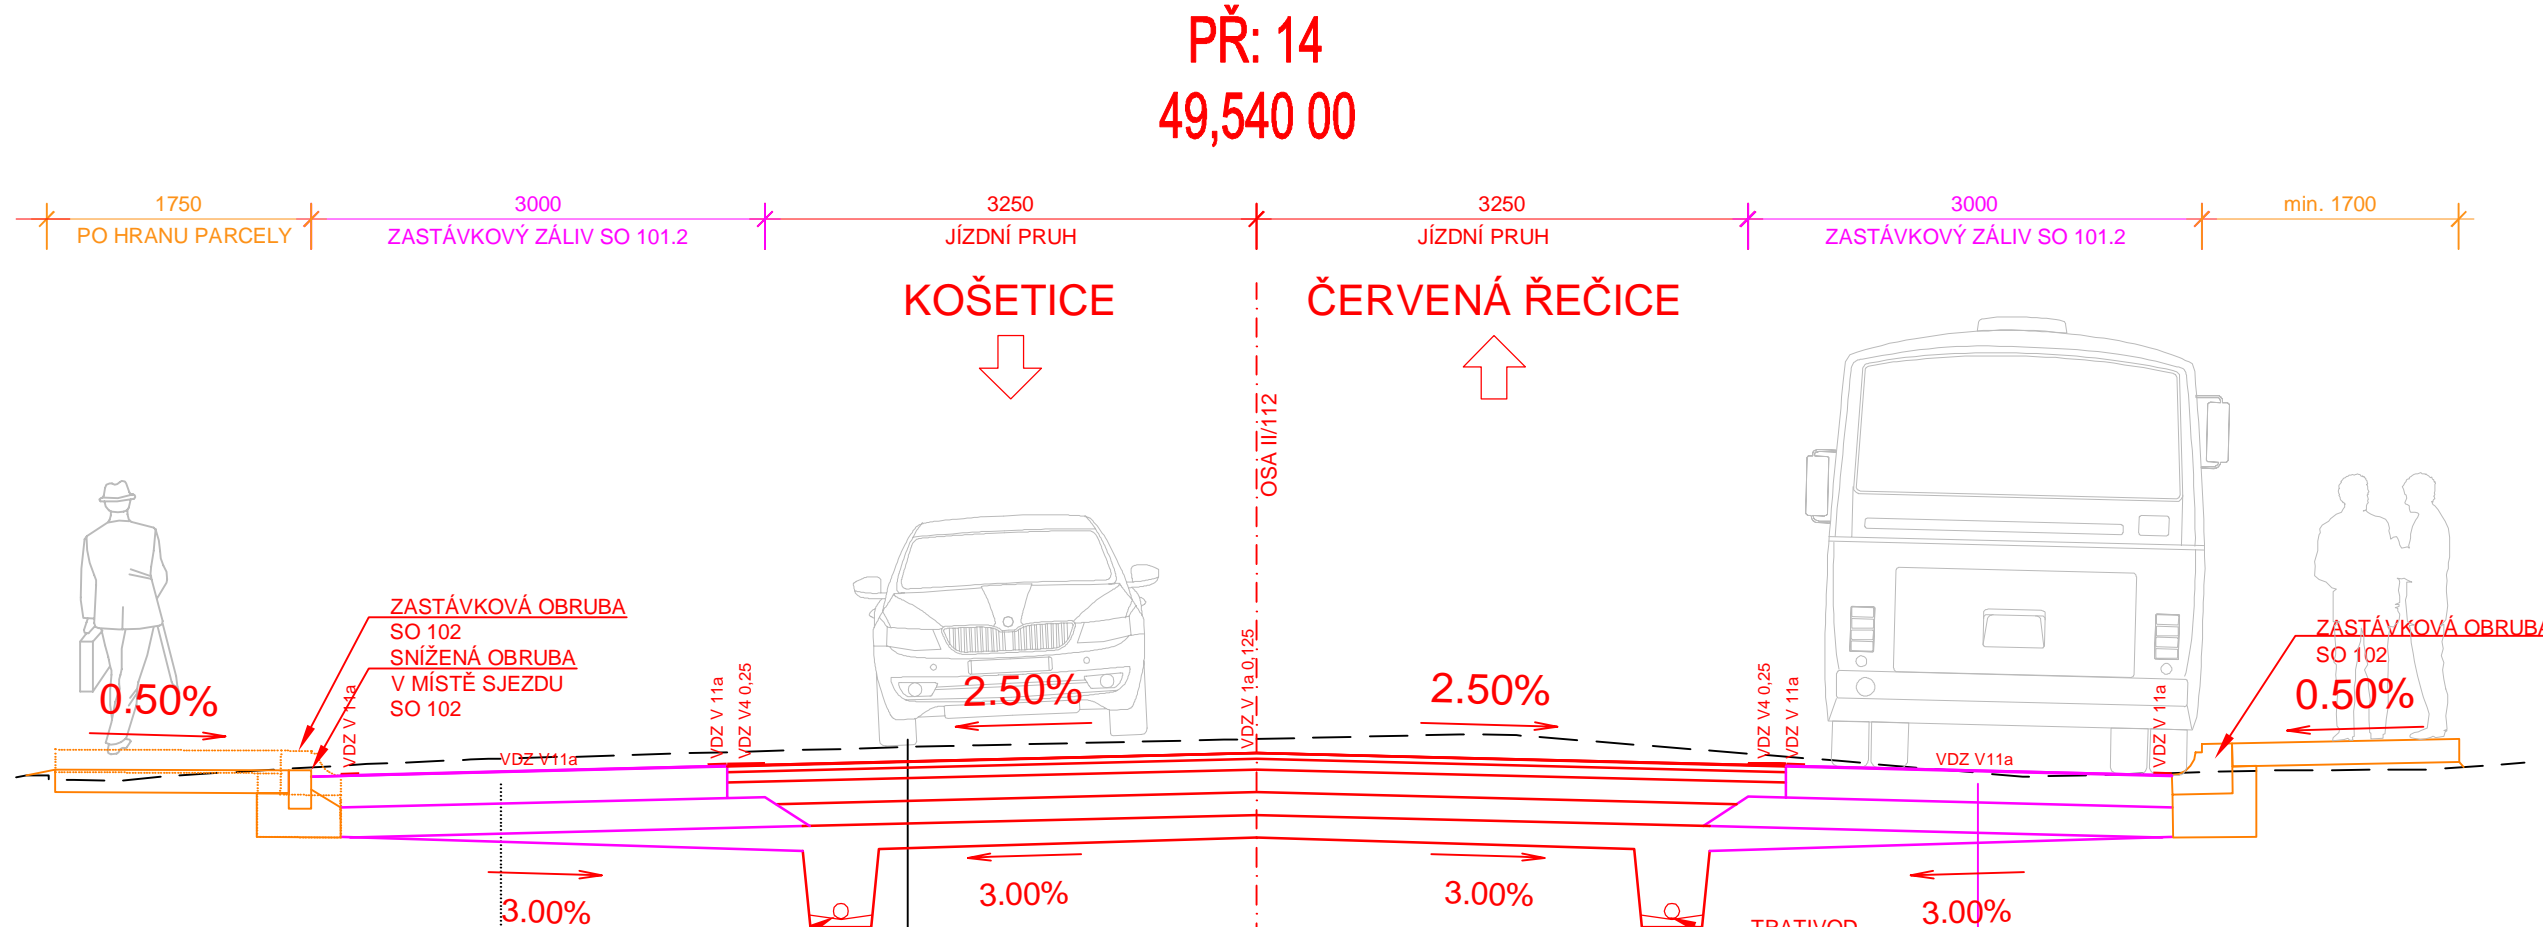 PŘ: 14
49,540 00
1750
3000
3250
3250
3000
min. 1700
PO HRANU PARCELY
ZASTÁVKOVÝ ZÁLIV SO 101.2
JÍZDNÍ PRUH
JÍZDNÍ PRUH
ZASTÁVKOVÝ ZÁLIV SO 101.2
KOŠETICE
ČERVENÁ ŘEČICE
OSA II/112
ZASTÁVKOVÁ OBRUBA
SO 102
SNÍŽENÁ OBRUBA
V MÍSTĚ SJEZDU
SO 102
ZASTÁVKOVÁ OBRUBA
SO 102
0.50%
2.50%
2.50%
0.50%
VDZ V 11a
VDZ V 11a
VDZ V4 0,25
VDZ V 1a 0,125
VDZ V4 0,25
VDZ V 11a
VDZ V 11a
VDZ V11a
VDZ V11a
3.00%
3.00%
3.00%
3.00%
TRATIVOD